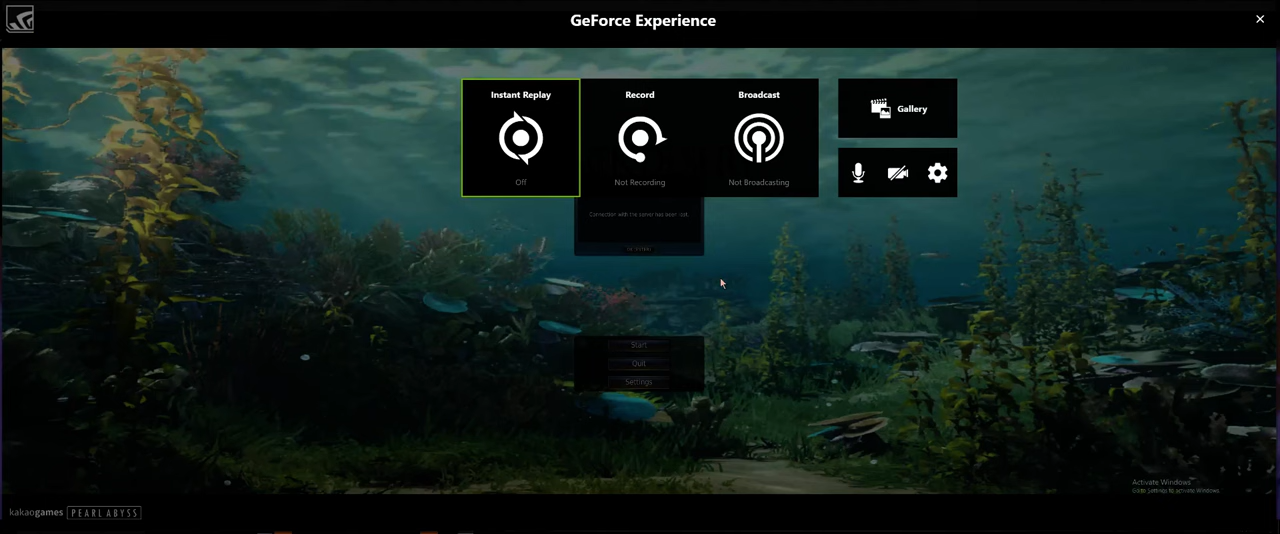 GeForce Experience
Instant Replay
Record
Broadcast
Gallery
Off
Not Recording
Not Broadcasting
Connection with the server has been lost.
Start
Quit
Settings
Activate Windows
Go to Settings to activate Windows.
kakaogames PEARL ABYSS